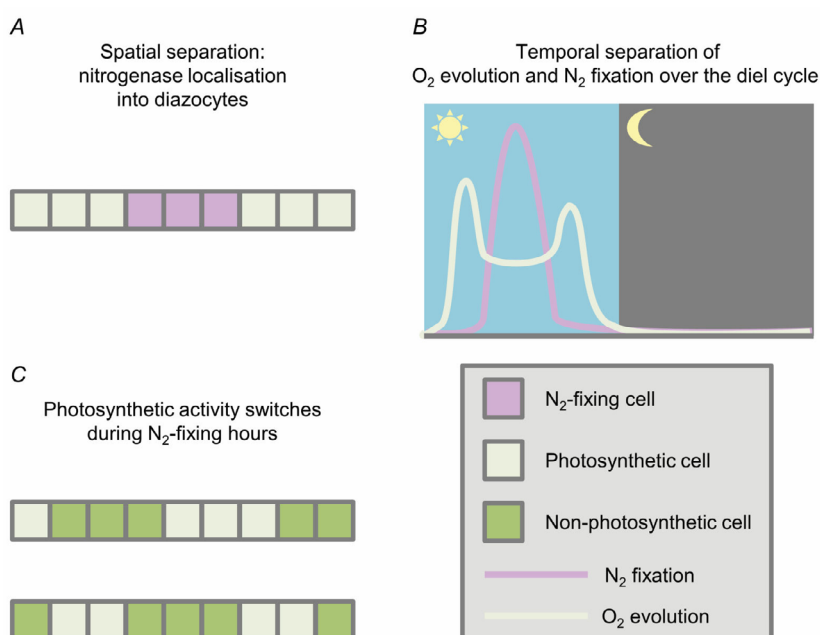 A
Spatial separation:
nitrogenase localisation
into diazocytes
B
Temporal separation of
O₂ evolution and N₂ fixation over the diel cycle
C
Photosynthetic activity switches
during N₂-fixing hours
N₂-fixing cell
Photosynthetic cell
Non-photosynthetic cell
N₂ fixation
O₂ evolution